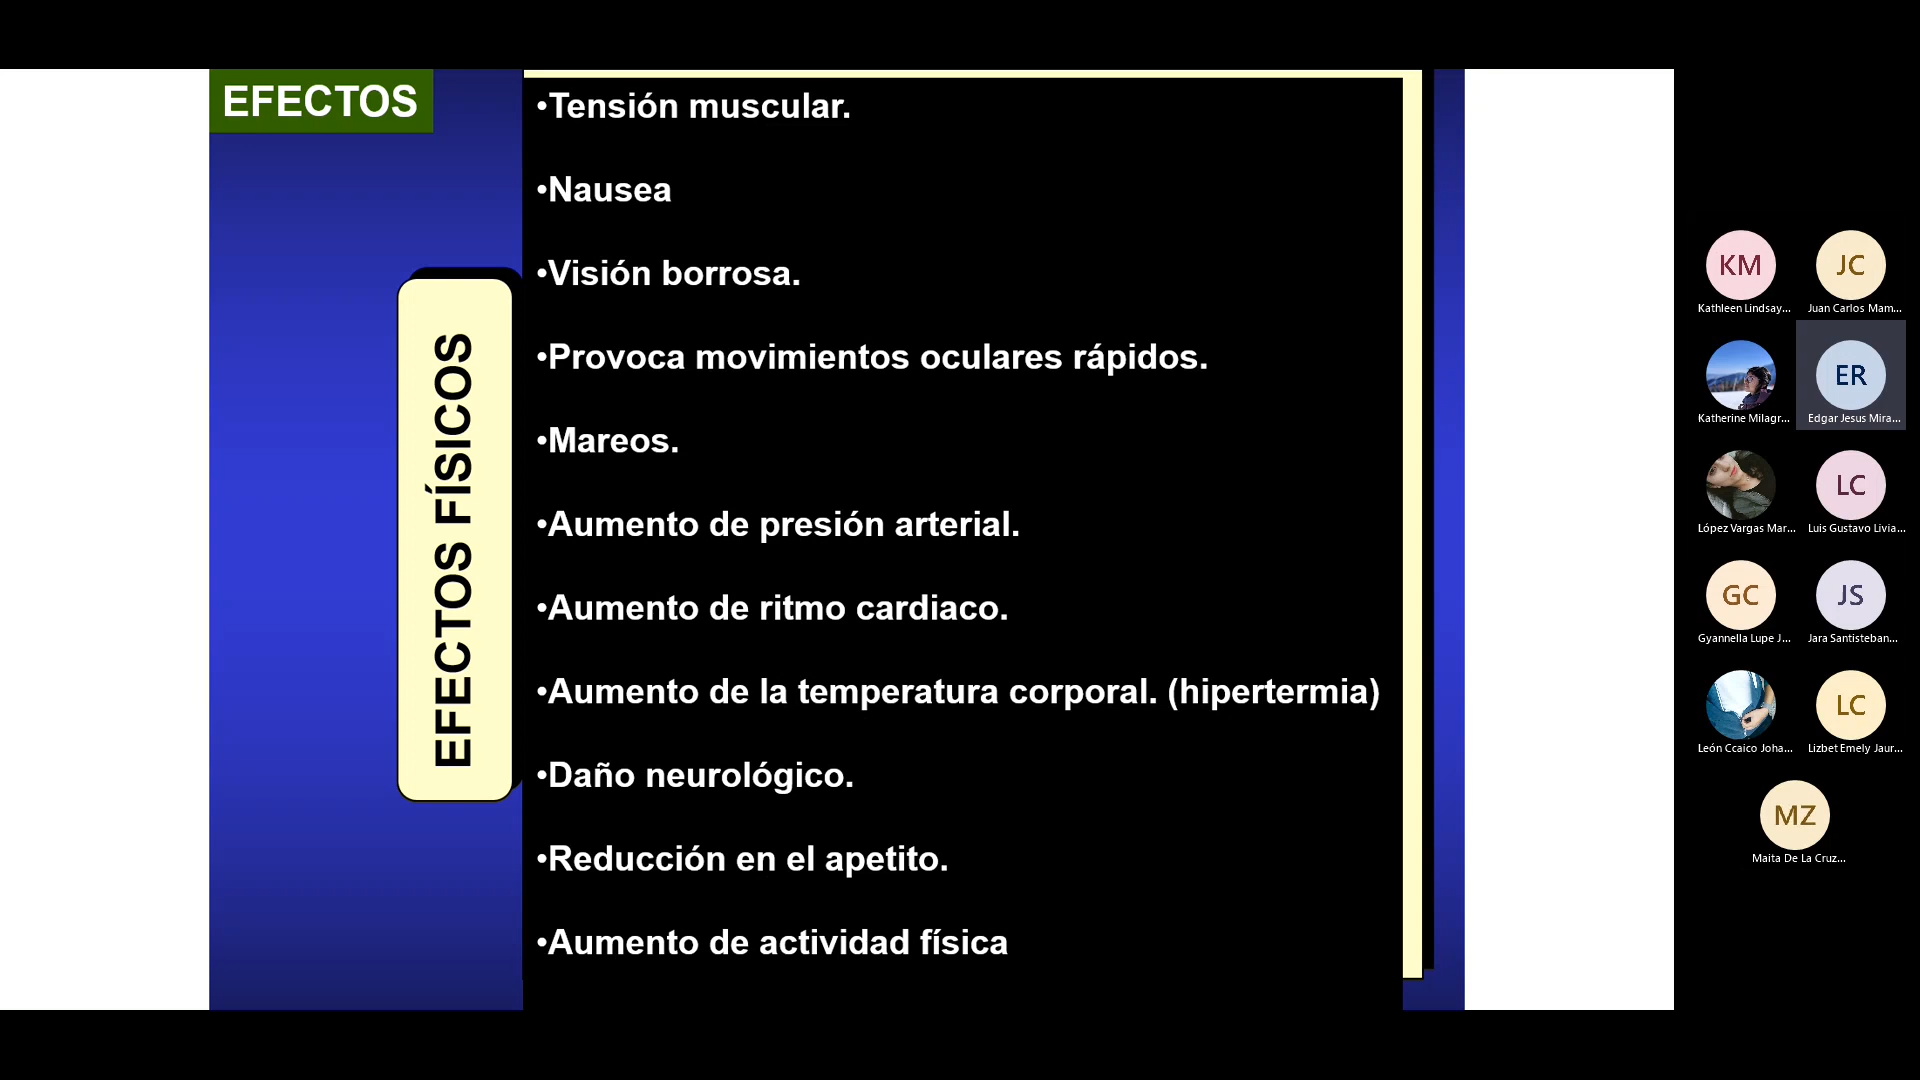 EFECTOS
•Tensión muscular.
•Nausea
•Visión borrosa.
•Provoca movimientos oculares rápidos.
•Mareos.
•Aumento de presión arterial.
•Aumento de ritmo cardiaco.
•Aumento de la temperatura corporal. (hipertermia)
•Daño neurológico.
•Reducción en el apetito.
•Aumento de actividad física
EFECTOS FÍSICOS
KM
Kathleen Lindsay...
JC
Juan Carlos Mam...
Katherine Milagr...
ER
Edgar Jesus Mira...
López Vargas Mar...
LC
Luis Gustavo Livia...
GC
Gyannella Lupe J...
JS
Jara Santisteban...
León Ccaico Joha...
LC
Lizbet Emely Jaur...
MZ
Maita De La Cruz...